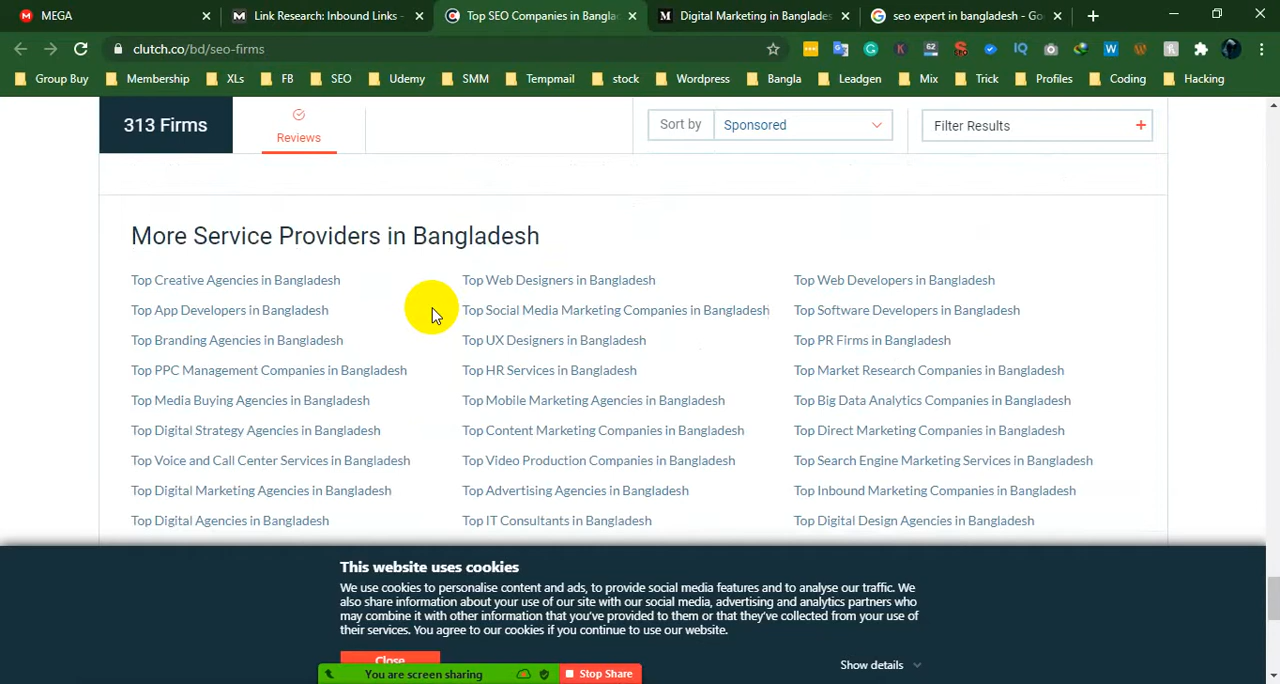 MEGA
Link Research: Inbound Links -
Top SEO Companies in Banglac
Digital Marketing in Banglades
seo expert in bangladesh - Go
clutch.co/bd/seo-firms
Group Buy
Membership
XLs
FB
SEO
Udemy
SMM
Tempmail
stock
Wordpress
Bangla
Leadgen
Mix
Trick
Profiles
Coding
Hacking
313 Firms
Reviews
Sort by
Sponsored
Filter Results
More Service Providers in Bangladesh
Top Creative Agencies in Bangladesh
Top Web Designers in Bangladesh
Top Web Developers in Bangladesh
Top App Developers in Bangladesh
Top Social Media Marketing Companies in Bangladesh
Top Software Developers in Bangladesh
Top Branding Agencies in Bangladesh
Top UX Designers in Bangladesh
Top PR Firms in Bangladesh
Top PPC Management Companies in Bangladesh
Top HR Services in Bangladesh
Top Market Research Companies in Bangladesh
Top Media Buying Agencies in Bangladesh
Top Mobile Marketing Agencies in Bangladesh
Top Big Data Analytics Companies in Bangladesh
Top Digital Strategy Agencies in Bangladesh
Top Content Marketing Companies in Bangladesh
Top Direct Marketing Companies in Bangladesh
Top Voice and Call Center Services in Bangladesh
Top Video Production Companies in Bangladesh
Top Search Engine Marketing Services in Bangladesh
Top Digital Marketing Agencies in Bangladesh
Top Advertising Agencies in Bangladesh
Top Inbound Marketing Companies in Bangladesh
Top Digital Agencies in Bangladesh
Top IT Consultants in Bangladesh
Top Digital Design Agencies in Bangladesh
This website uses cookies
We use cookies to personalise content and ads, to provide social media features and to analyse our traffic. We
also share information about your use of our site with our social media, advertising and analytics partners who
may combine it with other information that you've provided to them or that they've collected from your use of
their services. You agree to our cookies if you continue to use our website.
Close
Show details
You are screen sharing
Stop Share